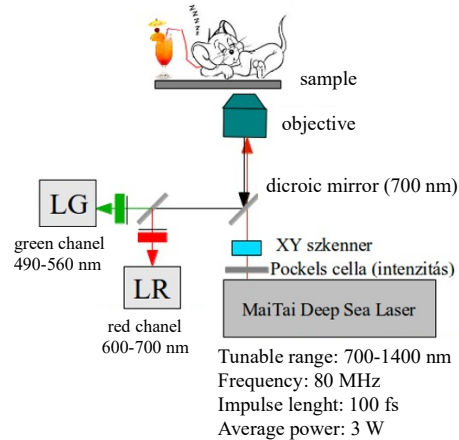 N N N N N
sample
objective
dicroic mirror (700 nm)
LG
green chanel
490-560 nm
XY szkenner
Pockels cella (intenzitás)
LR
red chanel
600-700 nm
MaiTai Deep Sea Laser
Tunable range: 700-1400 nm
Frequency: 80 MHz
Impulse lenght: 100 fs
Average power: 3 W